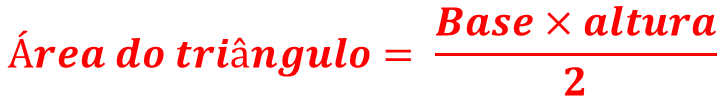 Área do triângulo = Base × altura / 2